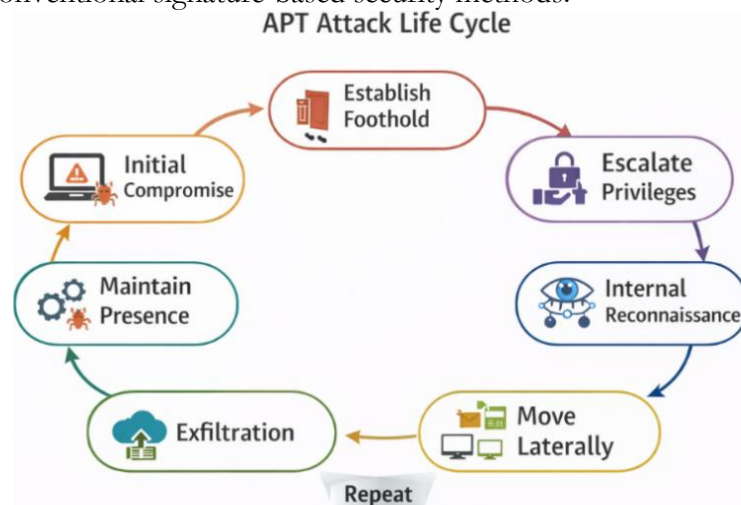 conventional signature-based security methods.
APT Attack Life Cycle
Establish
Foothold
Initial
Compromise
Escalate
Privileges
Maintain
Presence
Internal
Reconnaissance
Exfiltration
Move
Laterally
Repeat